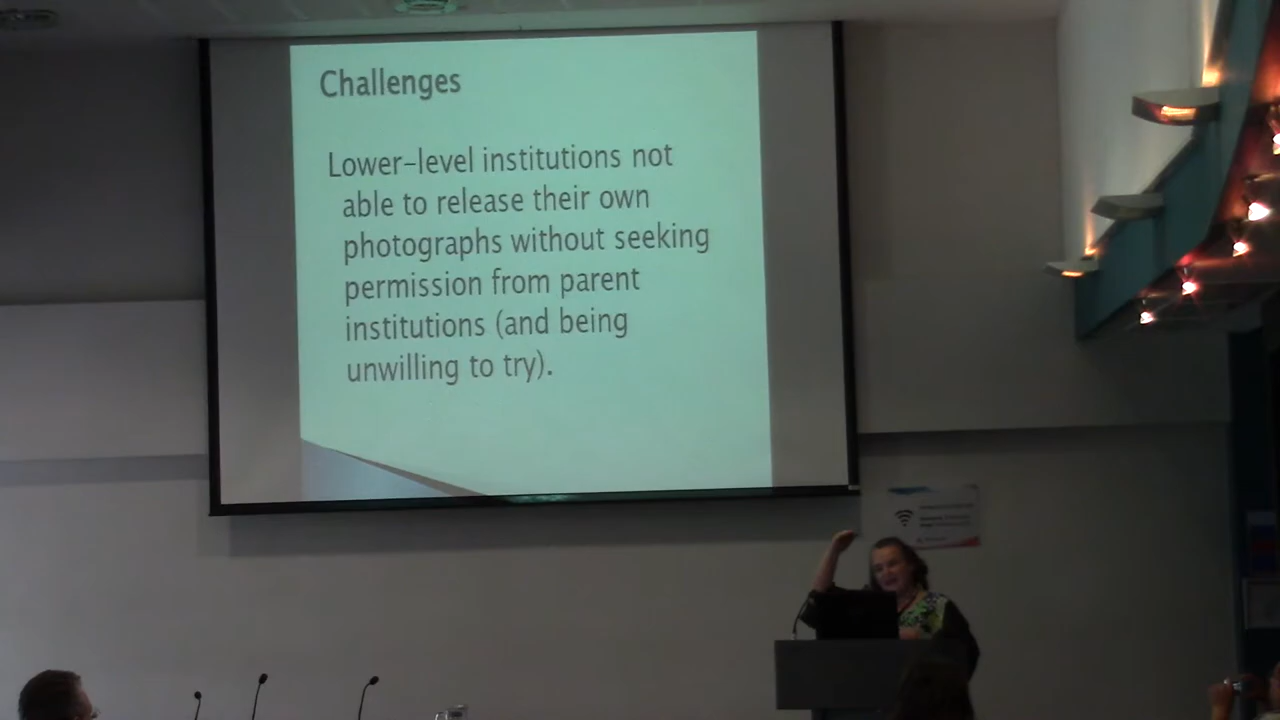 Challenges
Lower-level institutions not
able to release their own
photographs without seeking
permission from parent
institutions (and being
unwilling to try).